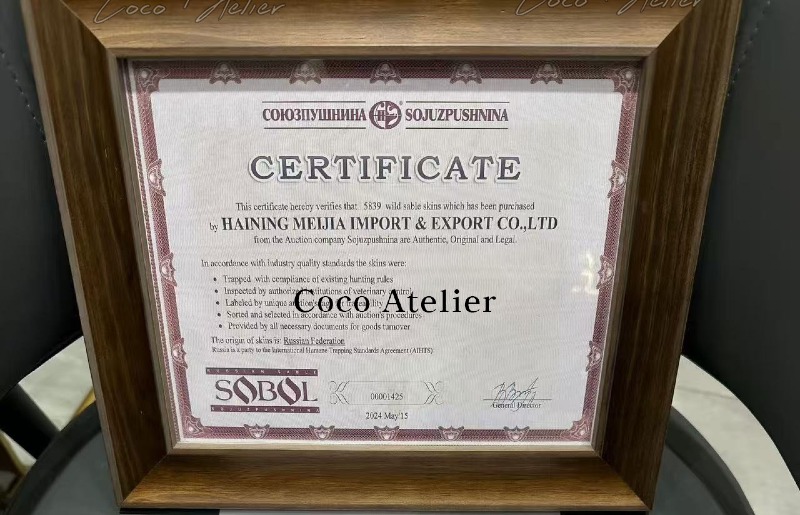 Coco Atelier
Coco Atelier
СОЮЗПУШНИНА SOJUZPUSHNINA
CERTIFICATE
This certificate hereby verifies that 5839 wild sable skins which has been purchased
by HAINING MEIJIA IMPORT & EXPORT CO.,LTD
from the Auction company Sojuzpushnina are Authentic, Original and Legal.
In accordance with industry quality standards the skins were:
• Trapped with compliance of existing hunting rules
• Inspected by authorized institutions of veterinary control
• Labeled by unique auction's
Coco Atelier
• Sorted and selected in accordance with auction's procedures
• Provided by all necessary documents for goods turnover
The origin of skins is: Russian Federation
Russia is a party to the International Humane Trapping Standards Agreement (AIHTS)
RUSSIAN SABLE
SOBOL
SOJUZPUSHNINA
00001425
2024 May'15
General Director